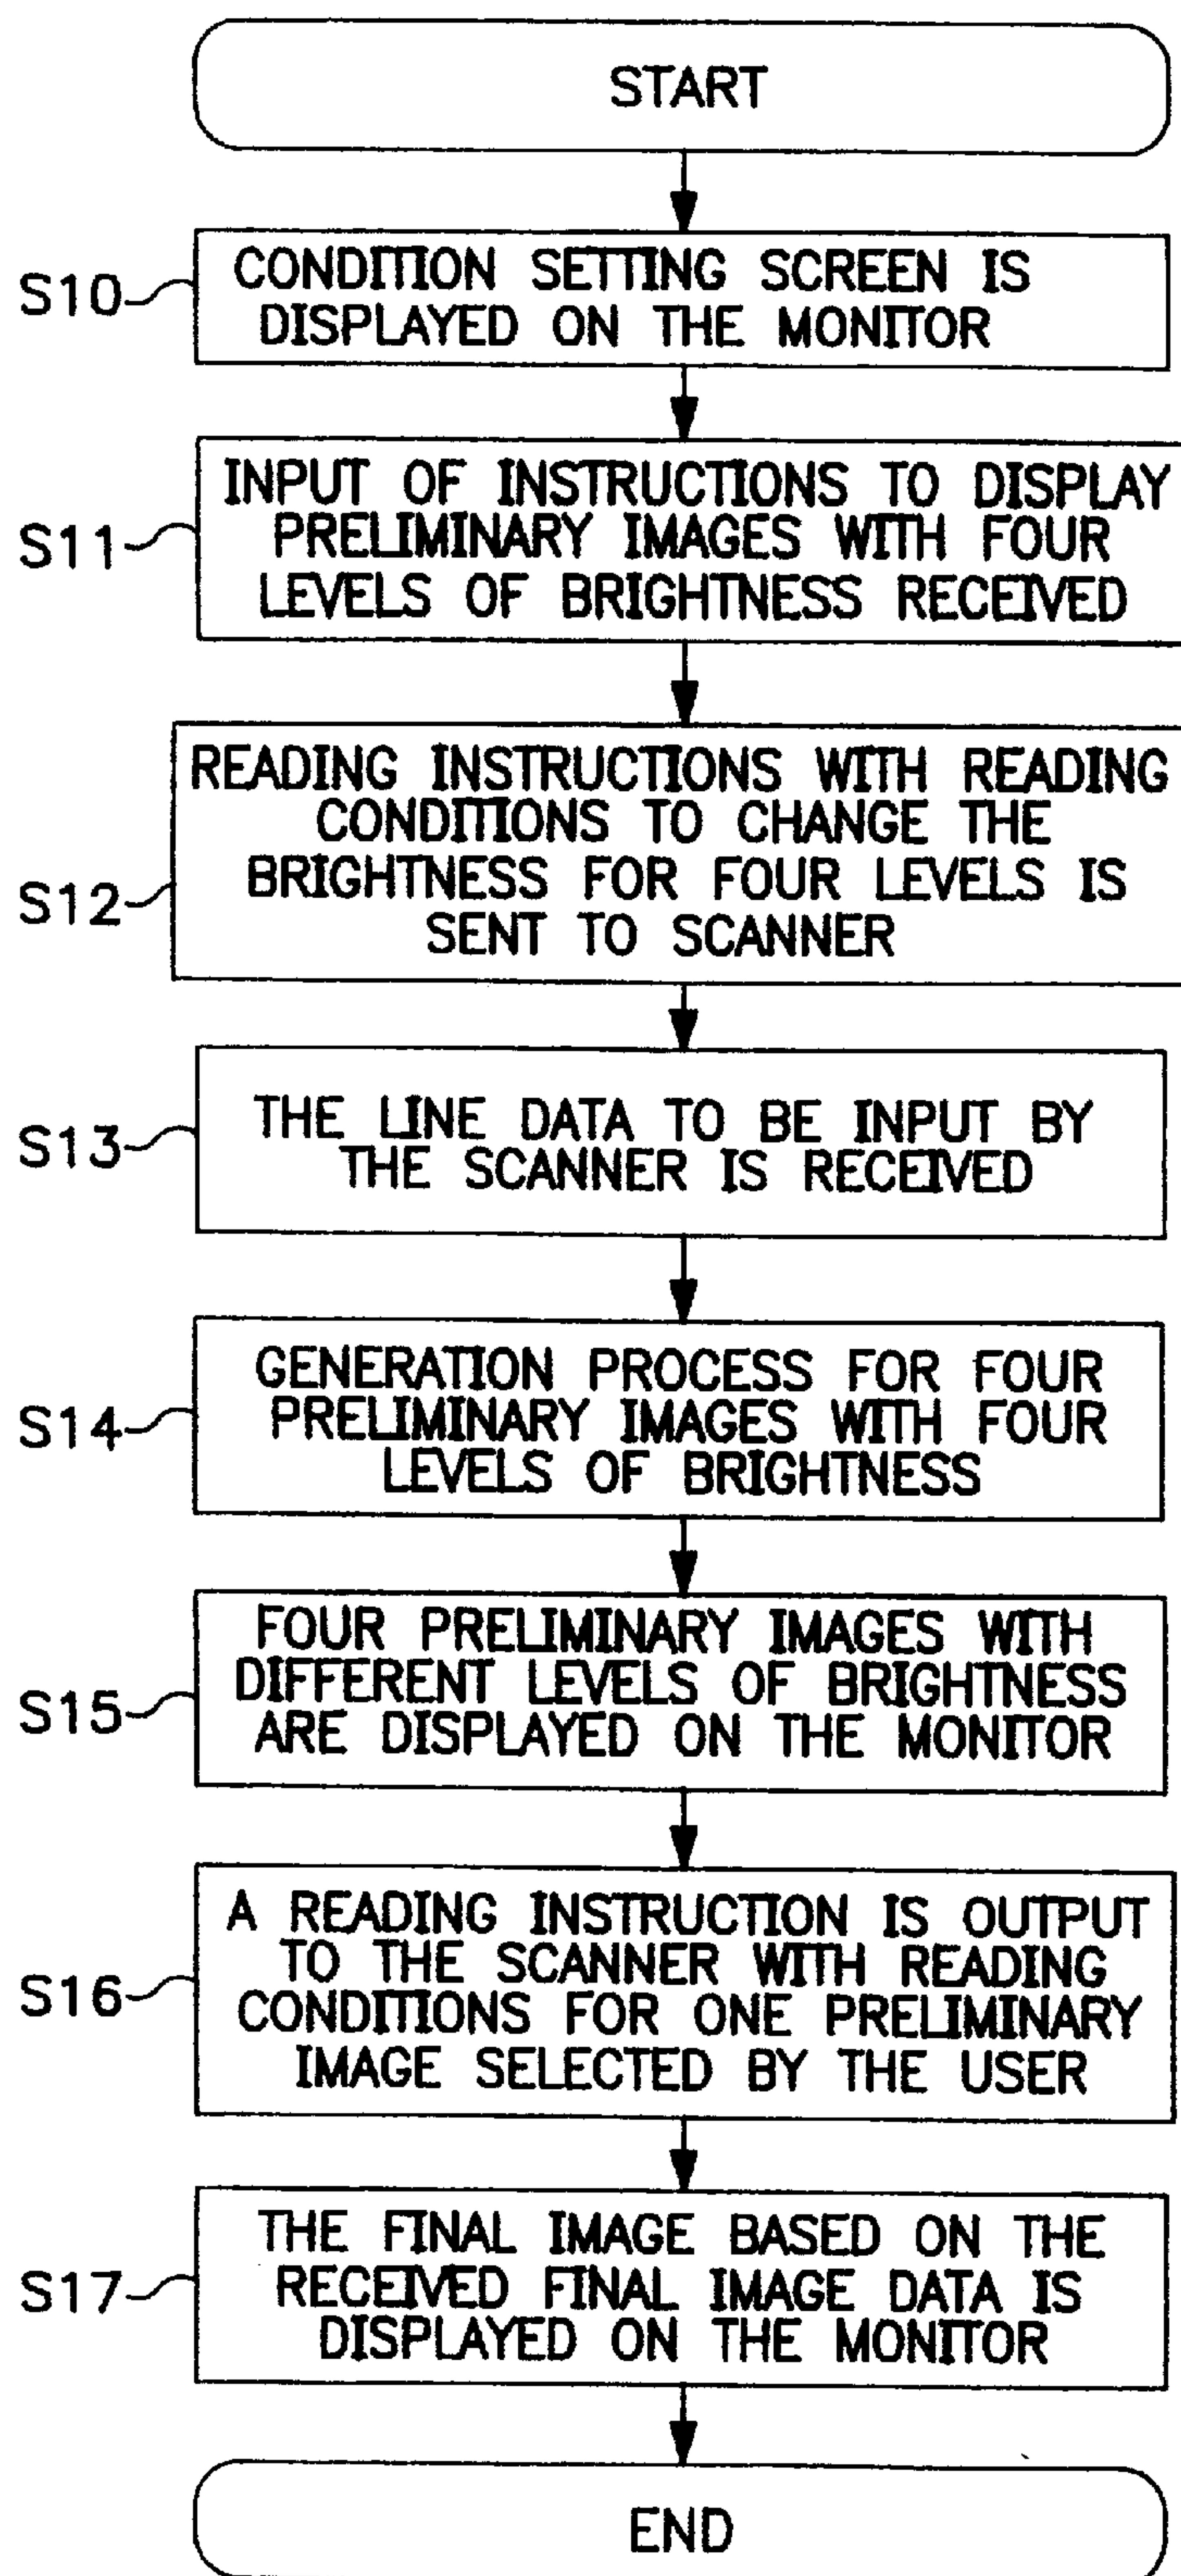 START
S10
CONDITION SETTING SCREEN IS
DISPLAYED ON THE MONITOR
S11
INPUT OF INSTRUCTIONS TO DISPLAY
PRELIMINARY IMAGES WITH FOUR
LEVELS OF BRIGHTNESS RECEIVED
S12
READING INSTRUCTIONS WITH READING
CONDITIONS TO CHANGE THE
BRIGHTNESS FOR FOUR LEVELS IS
SENT TO SCANNER
S13
THE LINE DATA TO BE INPUT BY
THE SCANNER IS RECEIVED
S14
GENERATION PROCESS FOR FOUR
PRELIMINARY IMAGES WITH FOUR
LEVELS OF BRIGHTNESS
S15
FOUR PRELIMINARY IMAGES WITH
DIFFERENT LEVELS OF BRIGHTNESS
ARE DISPLAYED ON THE MONITOR
S16
A READING INSTRUCTION IS OUTPUT
TO THE SCANNER WITH READING
CONDITIONS FOR ONE PRELIMINARY
IMAGE SELECTED BY THE USER
S17
THE FINAL IMAGE BASED ON THE
RECEIVED FINAL IMAGE DATA IS
DISPLAYED ON THE MONITOR
END